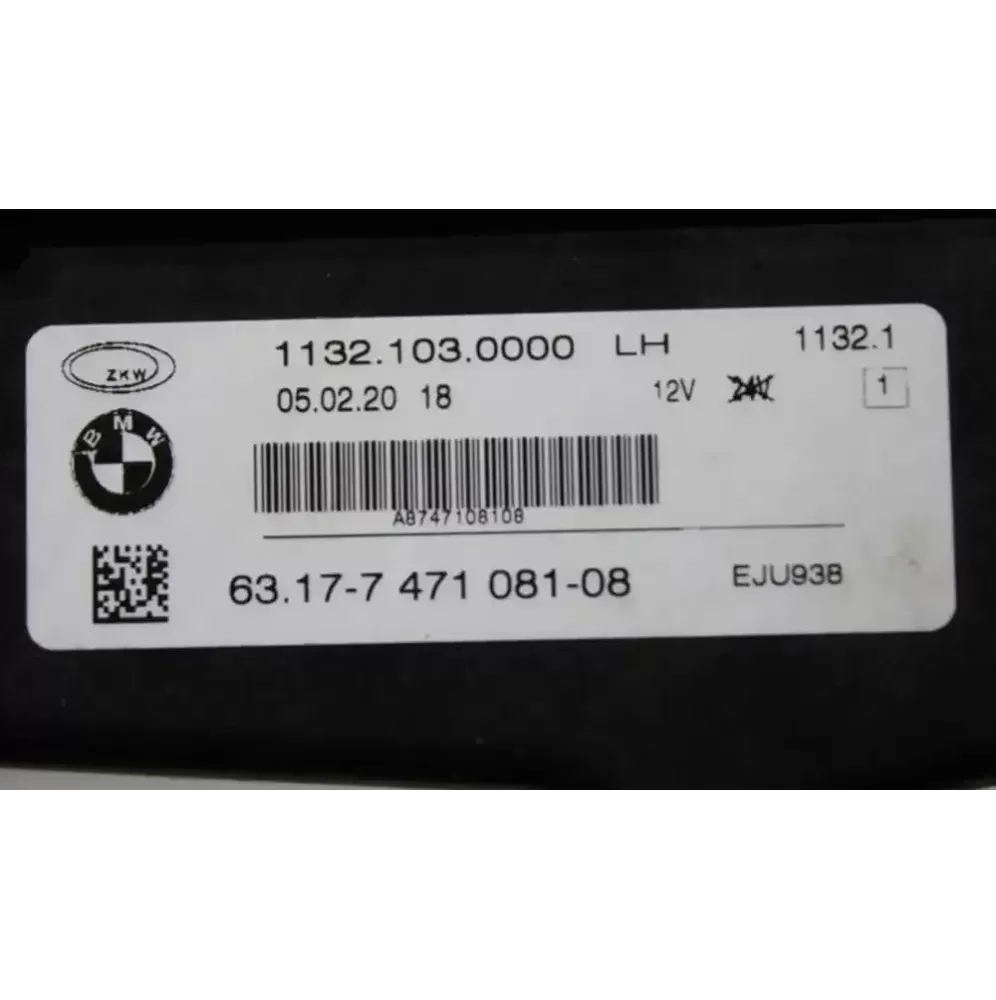 ZKW
1132.103.0000 LH 1132.1
05.02.20 18 12V 24V 1
BMW
A8747108108
63.17-7 471 081-08 EJU938